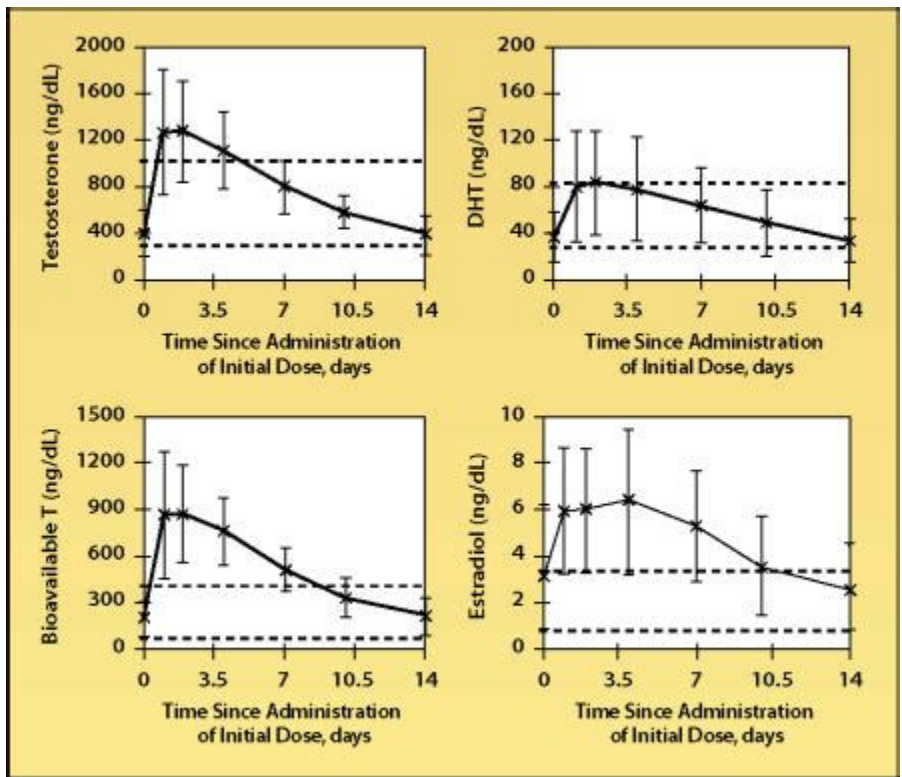 Testosterone (ng/dL)
2000
1600
1200
800
400
0
0 3.5 7 10.5 14
Time Since Administration
of Initial Dose, days
DHT (ng/dL)
200
160
120
80
40
0
0 3.5 7 10.5 14
Time Since Administration
of Initial Dose, days
Bioavailable T (ng/dL)
1500
1200
900
600
300
0
0 3.5 7 10.5 14
Time Since Administration
of Initial Dose, days
Estradiol (ng/dL)
10
8
6
4
2
0
0 3.5 7 10.5 14
Time Since Administration
of Initial Dose, days